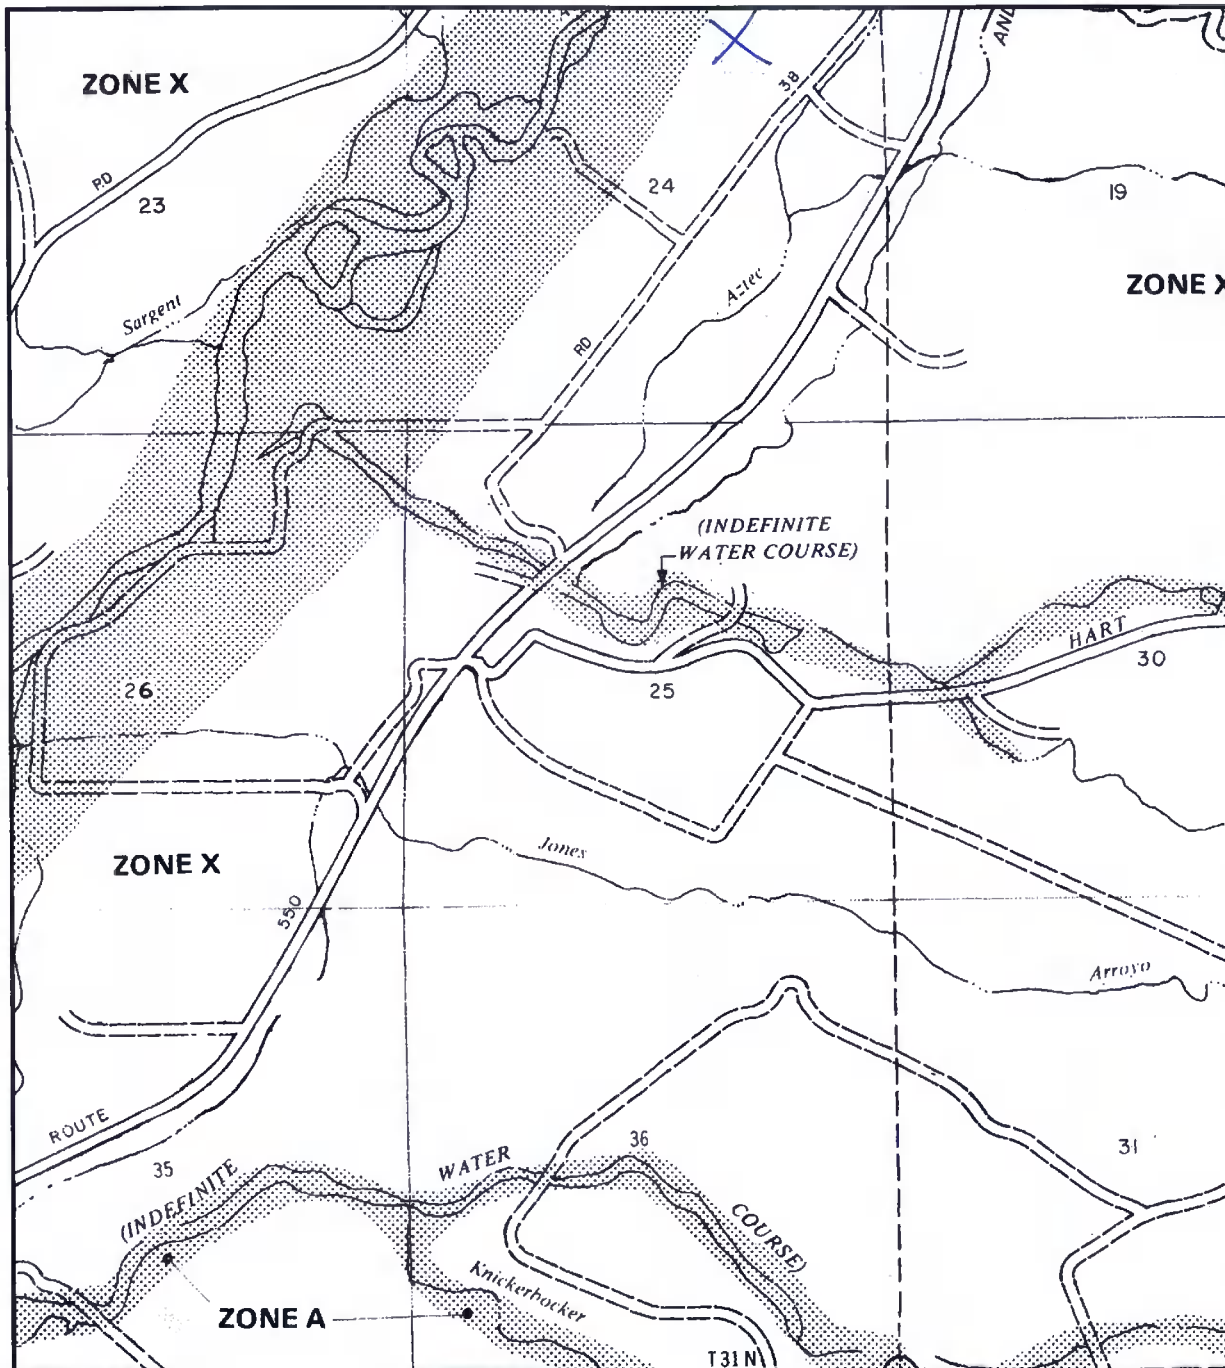 AND
ZONE X
38
RD
23
24
19
ZONE X
Sargent
Aztec
RD
(INDEFINITE
WATER COURSE)
HART
30
26
25
ZONE X
Jones
550
Arroyo
ROUTE
35
36
31
(INDEFINITE
WATER
COURSE)
Knickerbocker
ZONE A
T31N